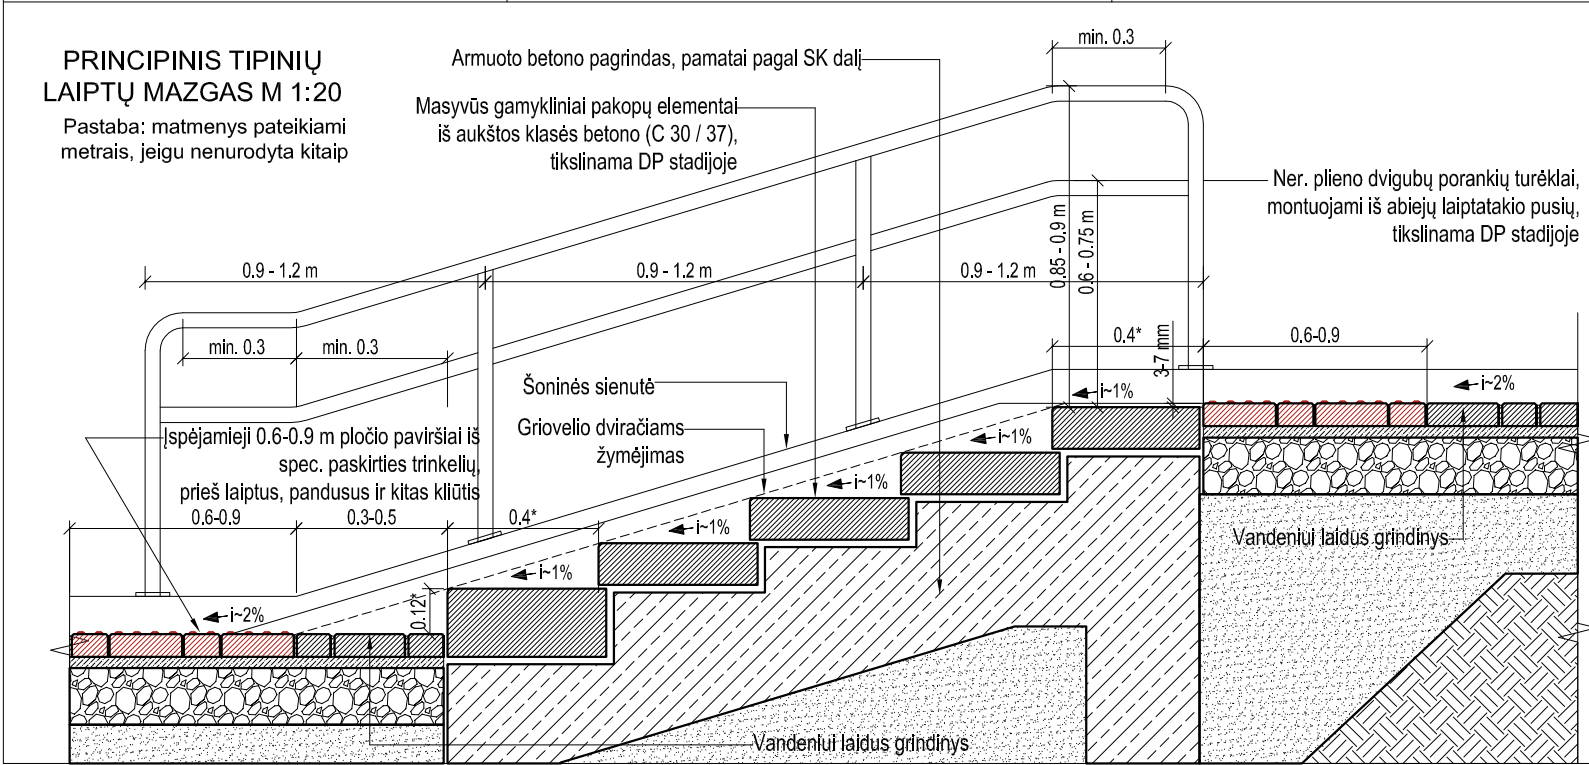 PRINCIPINIS TIPINIŲ
LAIPTŲ MAZGAS M 1:20
Pastaba: matmenys pateikiami
metrais, jeigu nenurodyta kitaip
Armuoto betono pagrindas, pamatai pagal SK dalį
Masyvūs gamykliniai pakopų elementai
iš aukštos klasės betono (C 30 / 37),
tikslinama DP stadijoje
min. 0.3
Ner. plieno dvigubų porankių turėklai,
montuojami iš abiejų laiptatakio pusių,
tikslinama DP stadijoje
0.9 - 1.2 m
0.9 - 1.2 m
0.9 - 1.2 m
0.85 - 0.9 m
0.6 - 0.75 m
min. 0.3
min. 0.3
0.4*
3-7 mm
0.6-0.9
Šoninės sienutė
Griovelio dviračiams
žymėjimas
i~1%
i~2%
Įspėjamieji 0.6-0.9 m pločio paviršiai iš
spec. paskirties trinkelių,
prieš laiptus, pandusus ir kitas kliūtis
i~1%
i~1%
i~1%
i~1%
0.6-0.9
0.3-0.5
0.4*
0.12*
i~2%
Vandeniui laidus grindinys
Vandeniui laidus grindinys